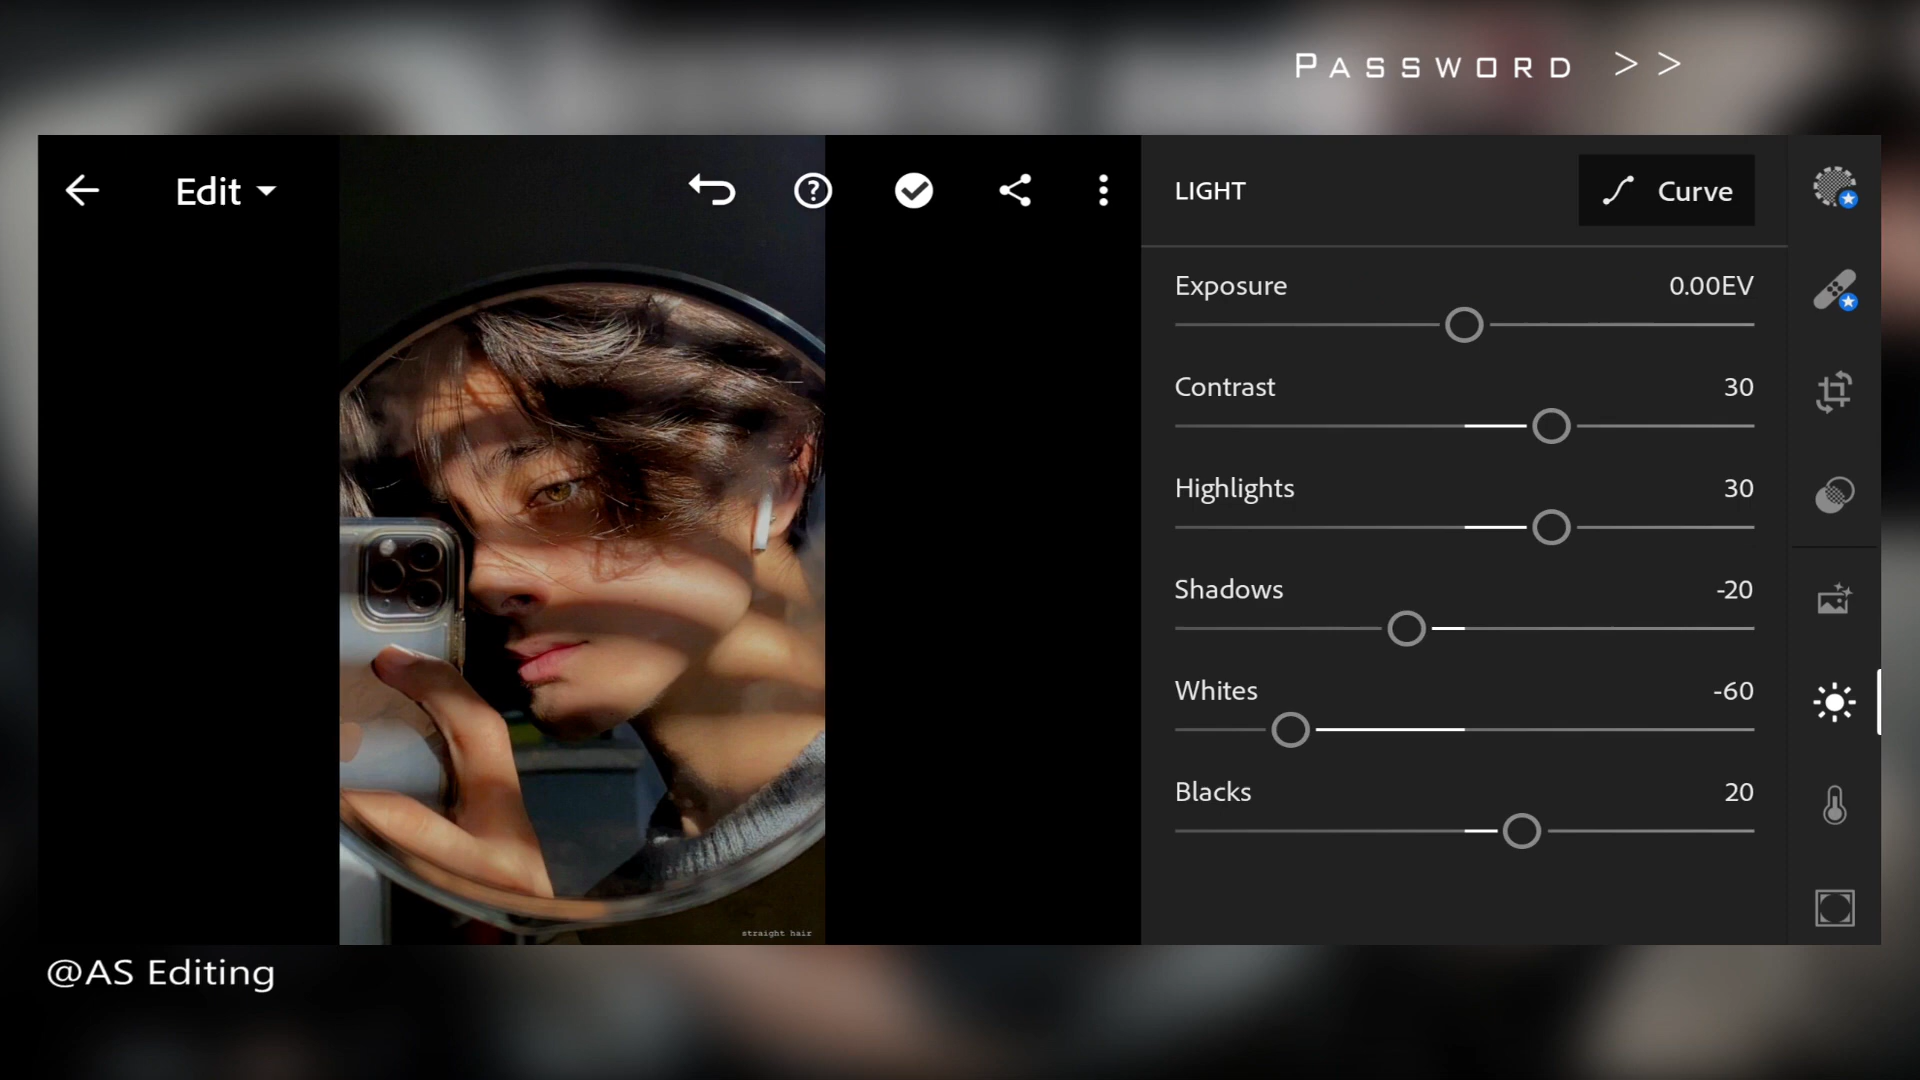 PASSWORD >>
Edit
LIGHT
Curve
Exposure 0.00EV
Contrast 30
Highlights 30
Shadows -20
Whites -60
Blacks 20
straight hair
@AS Editing